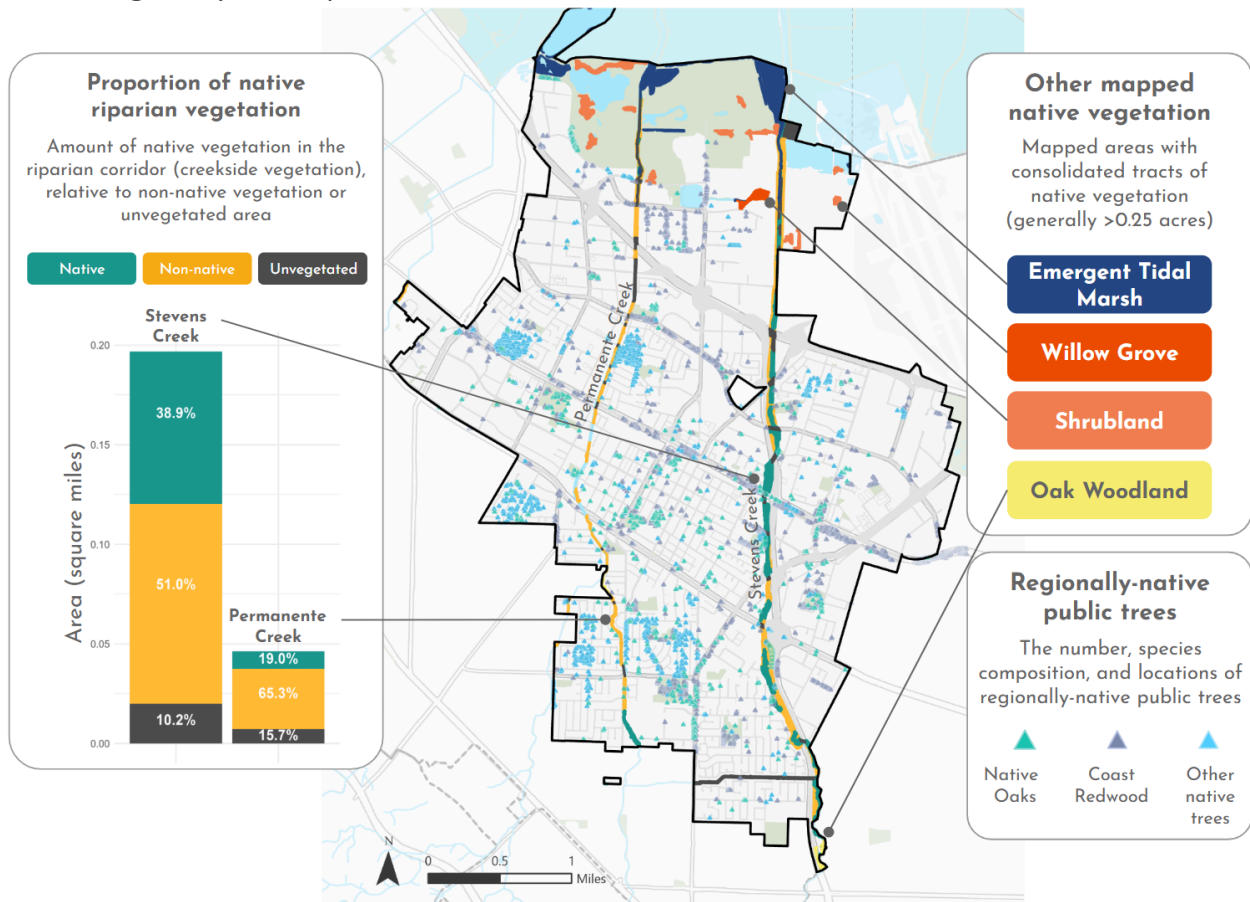 Proportion of native
riparian vegetation
Amount of native vegetation in the
riparian corridor (creekside vegetation),
relative to non-native vegetation or
unvegetated area
Native
Non-native
Unvegetated
Stevens
Creek
0.20
38.9%
0.15
0.10
51.0%
Area (square miles)
Permanente
Creek
0.05
19.0%
65.3%
10.2%
15.7%
0.00
Permanente Creek
Stevens Creek
N
0
0.5
1
Miles
Other mapped
native vegetation
Mapped areas with
consolidated tracts of
native vegetation
(generally >0.25 acres)
Emergent Tidal
Marsh
Willow Grove
Shrubland
Oak Woodland
Regionally-native
public trees
The number, species
composition, and locations of
regionally-native public trees
Native
Oaks
Coast
Redwood
Other
native
trees